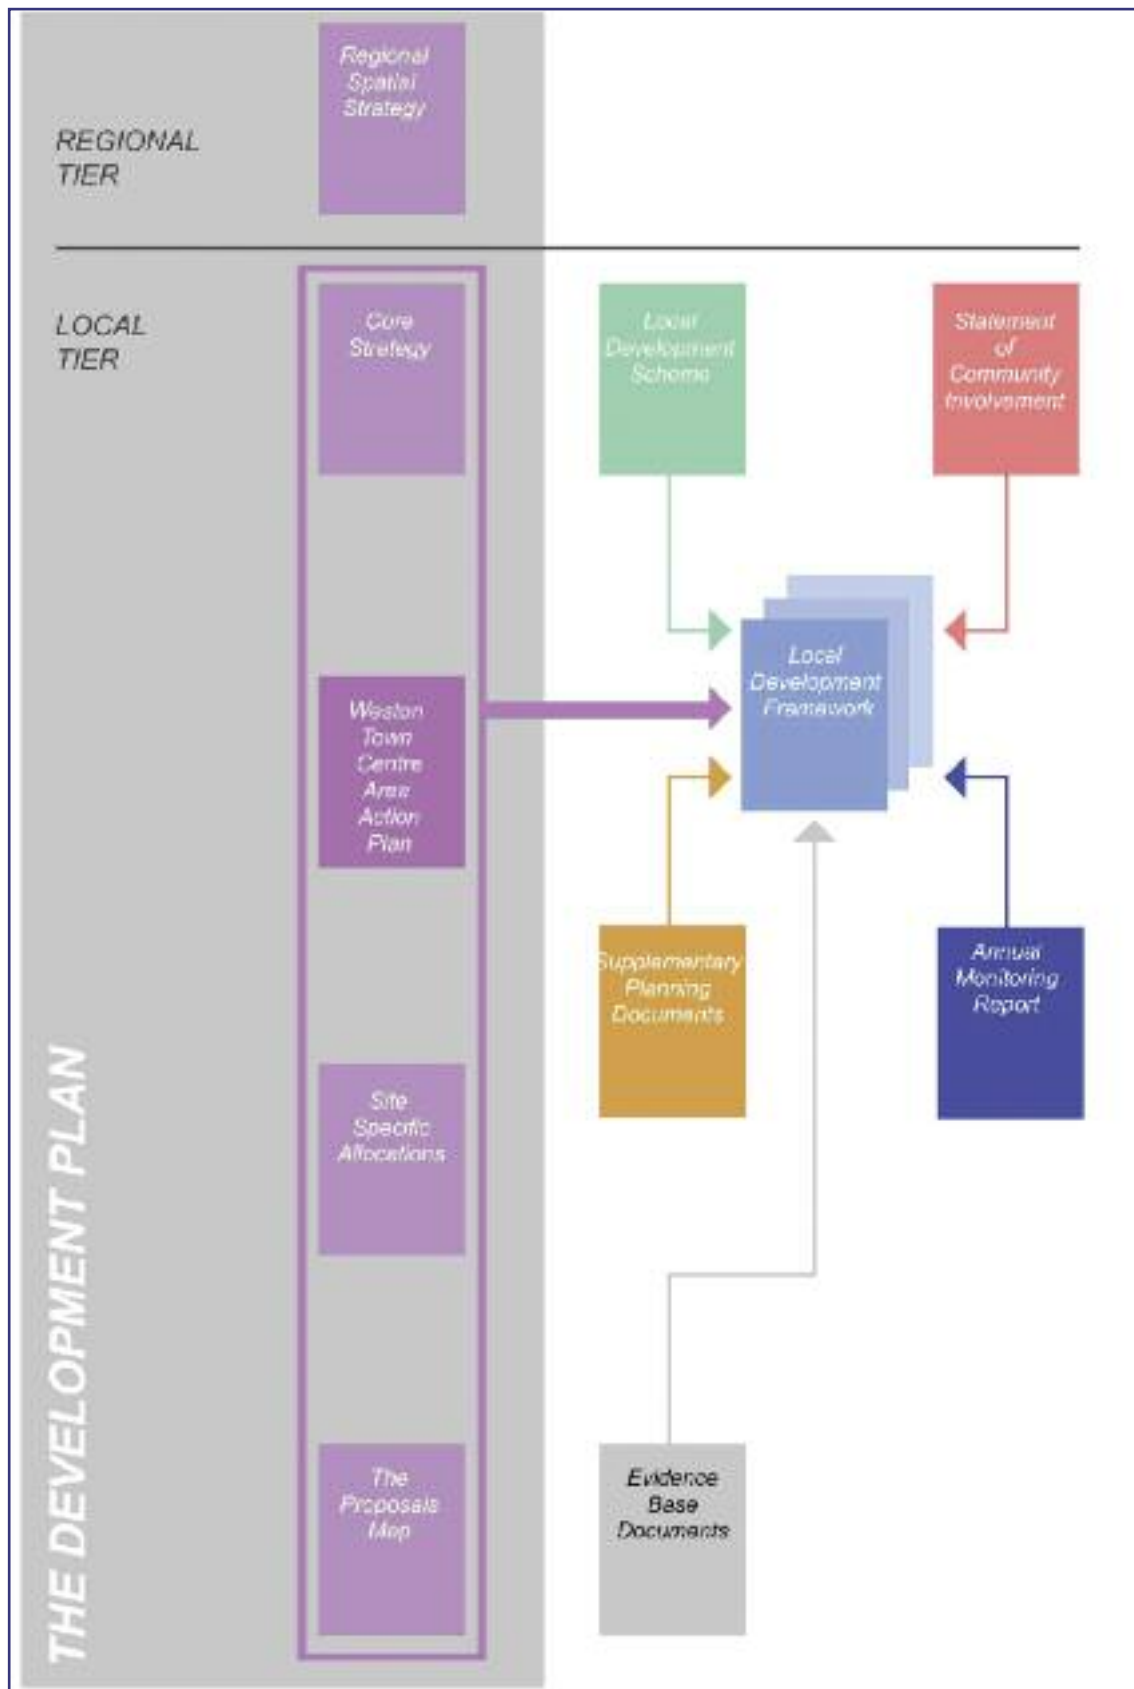 REGIONAL
TIER
Regional
Spatial
Strategy
LOCAL
TIER
Core
Strategy
Local
Development
Scheme
Statement
of
Community
Involvement
Weston
Town
Centre
Area
Action
Plan
Local
Development
Framework
Supplementary
Planning
Documents
Annual
Monitoring
Report
Site
Specific
Allocations
The
Proposals
Map
Evidence
Base
Documents
THE DEVELOPMENT PLAN